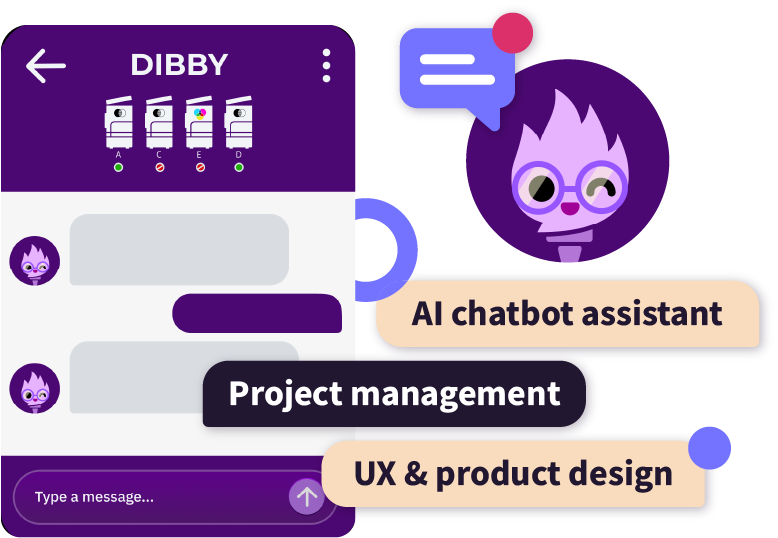 DIBBY
A C E D
AI chatbot assistant
Project management
UX & product design
Type a message...